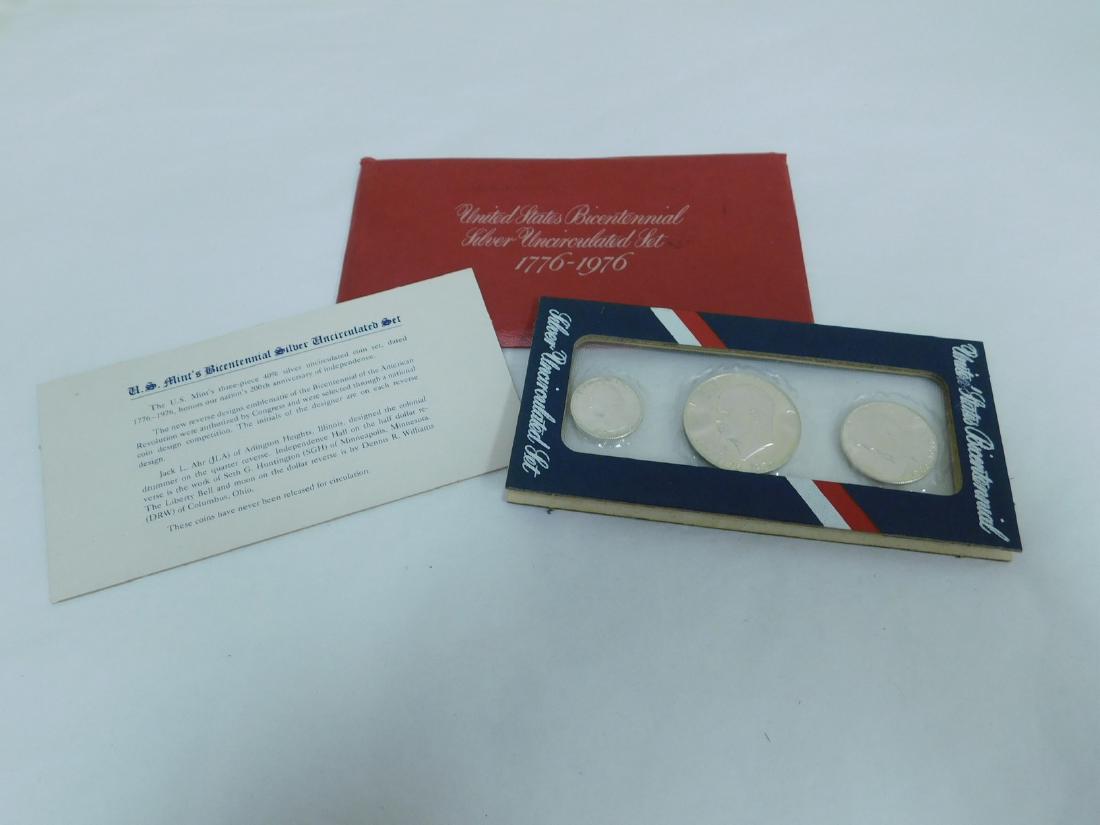 United States Bicentennial
Silver Uncirculated Set
1776-1976
U.S. Mint's Bicentennial Silver Uncirculated Set
The U.S. Mint's three-piece 40% silver uncirculated coin set, dated
1776-1976, honors our nation's 200th anniversary of independence.
The new reverse designs emblematic of the Bicentennial of the American
Revolution were authorized by Congress and were selected through a national
coin design competition. The initials of the designer are on each reverse
design.
Jack L. Ahr (JLA) of Arlington Heights, Illinois, designed the colonial
drummer on the quarter reverse. Independence Hall on the half dollar re-
verse is the work of Seth G. Huntington (SGH) of Minneapolis, Minnesota.
The Liberty Bell and moon on the dollar reverse is by Dennis R. Williams
(DRW) of Columbus, Ohio.
These coins have never been released for circulation.
Silver Uncirculated Set
United States Bicentennial